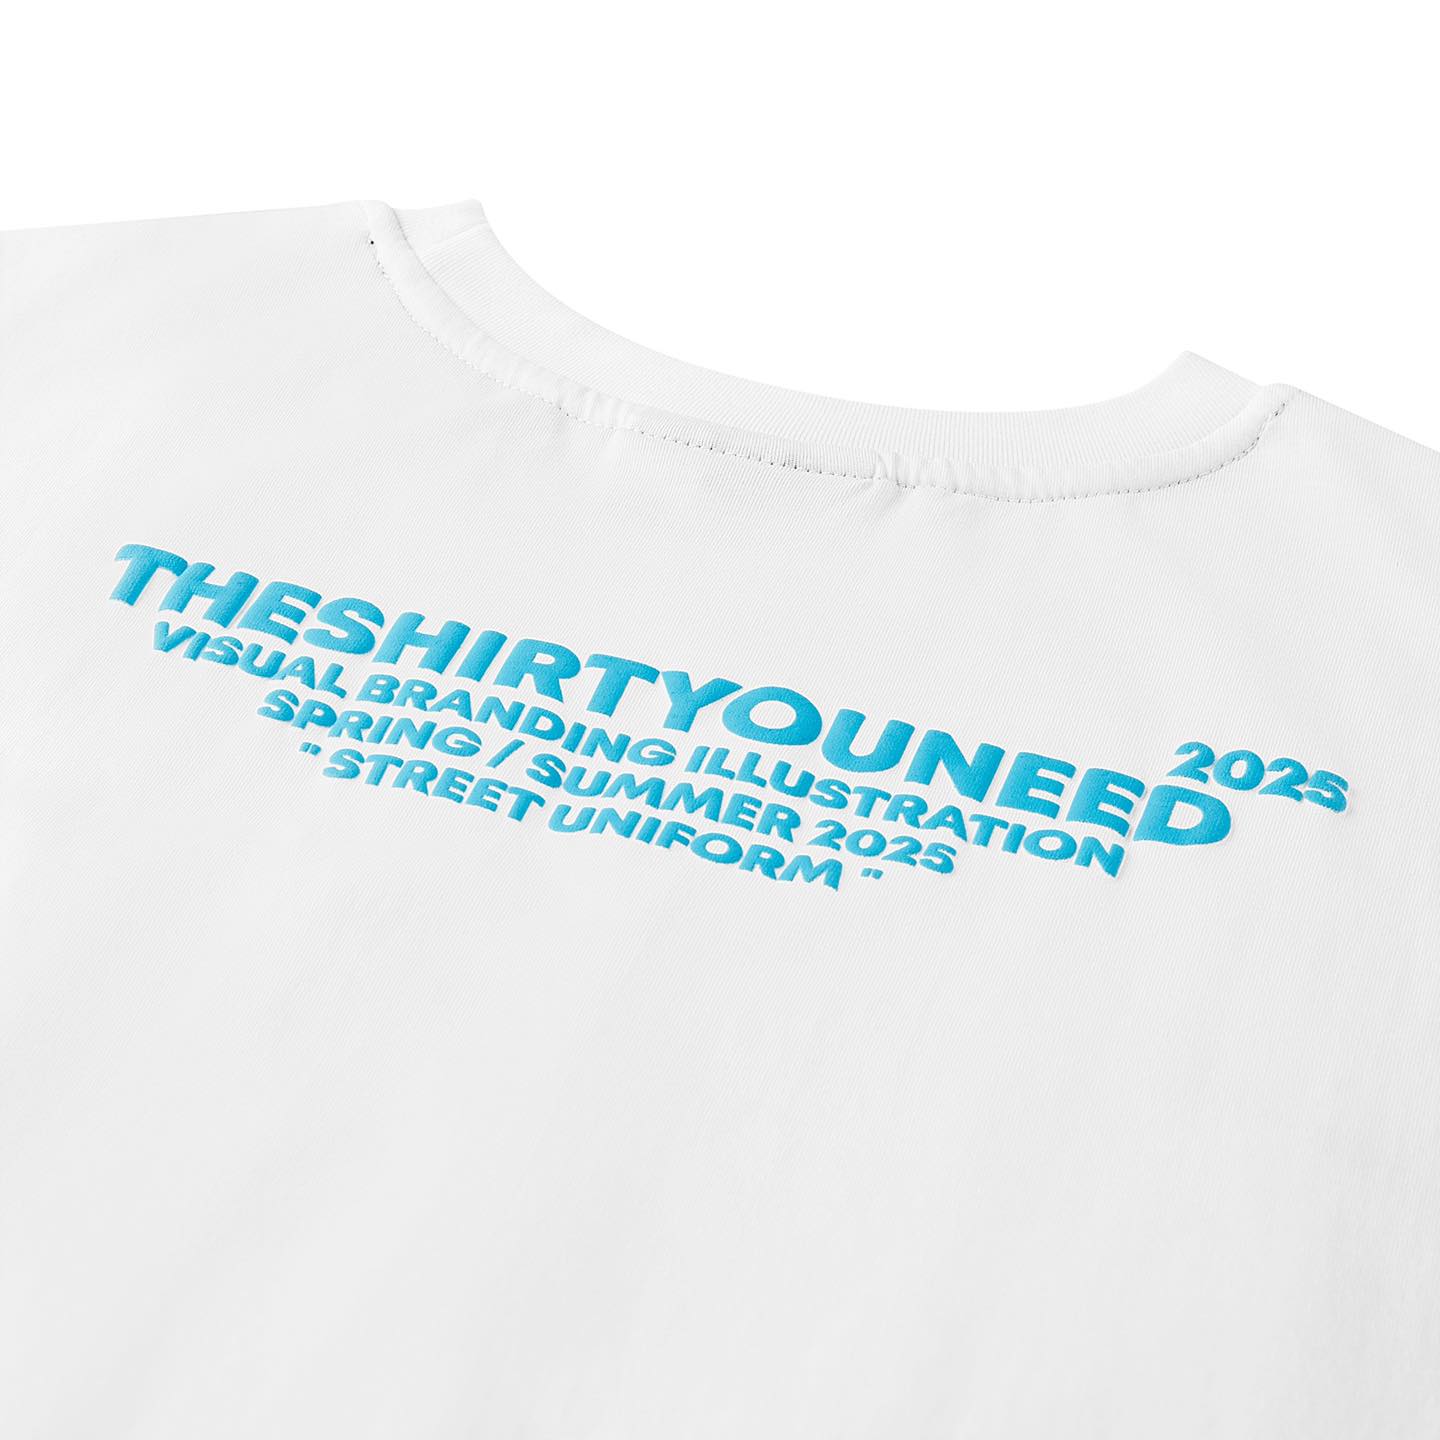 THESHIRTYOUNEED 2025
VISUAL BRANDING ILLUSTRATION
SPRING / SUMMER 2025
" STREET UNIFORM "